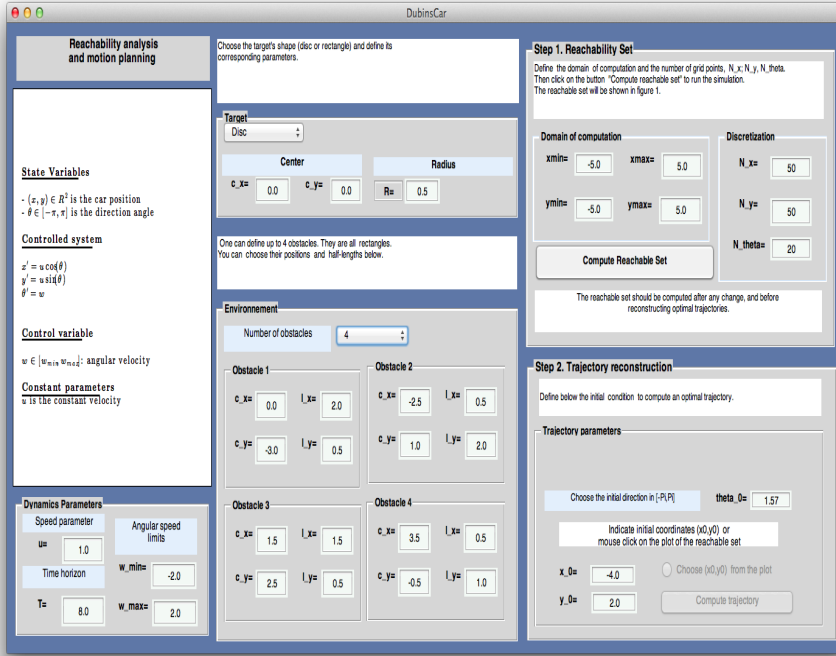 DubinsCar
Reachability analysis
and motion planning
State Variables
- (x, y) ∈ R² is the car position
- θ ∈ [−π, π] is the direction angle
Controlled system
x′ = u cos(θ)
y′ = u sin(θ)
θ′ = w
Control variable
w ∈ [w_min, w_max]: angular velocity
Constant parameters
u is the constant velocity
Dynamics Parameters
Speed parameter
u= 1.0
Time horizon
T= 8.0
Angular speed
limits
w_min= -2.0
w_max= 2.0
Choose the target's shape (disc or rectangle) and define its
corresponding parameters.
Target
Disc
Center
c_x= 0.0 c_y= 0.0
Radius
R= 0.5
One can define up to 4 obstacles. They are all rectangles.
You can choose their positions and half-lengths below.
Environnement
Number of obstacles 4
Obstacle 1
c_x= 0.0 l_x= 2.0
c_y= -3.0 l_y= 0.5
Obstacle 2
c_x= -2.5 l_x= 0.5
c_y= 1.0 l_y= 2.0
Obstacle 3
c_x= 1.5 l_x= 1.5
c_y= 2.5 l_y= 0.5
Obstacle 4
c_x= 3.5 l_x= 0.5
c_y= -0.5 l_y= 1.0
Step 1. Reachability Set
Define the domain of computation and the number of grid points, N_x; N_y, N_theta.
Then click on the button "Compute reachable set" to run the simulation.
The reachable set will be shown in figure 1.
Domain of computation
xmin= -5.0 xmax= 5.0
ymin= -5.0 ymax= 5.0
Discretization
N_x= 50
N_y= 50
N_theta= 20
Compute Reachable Set
The reachable set should be computed after any change, and before
reconstructing optimal trajectories.
Step 2. Trajectory reconstruction
Define below the initial condition to compute an optimal trajectory.
Trajectory parameters
Choose the initial direction in [-Pi,Pi] theta_0= 1.57
Indicate initial coordinates (x0,y0) or
mouse click on the plot of the reachable set
x_0= -4.0 Choose (x0,y0) from the plot
y_0= 2.0 Compute trajectory